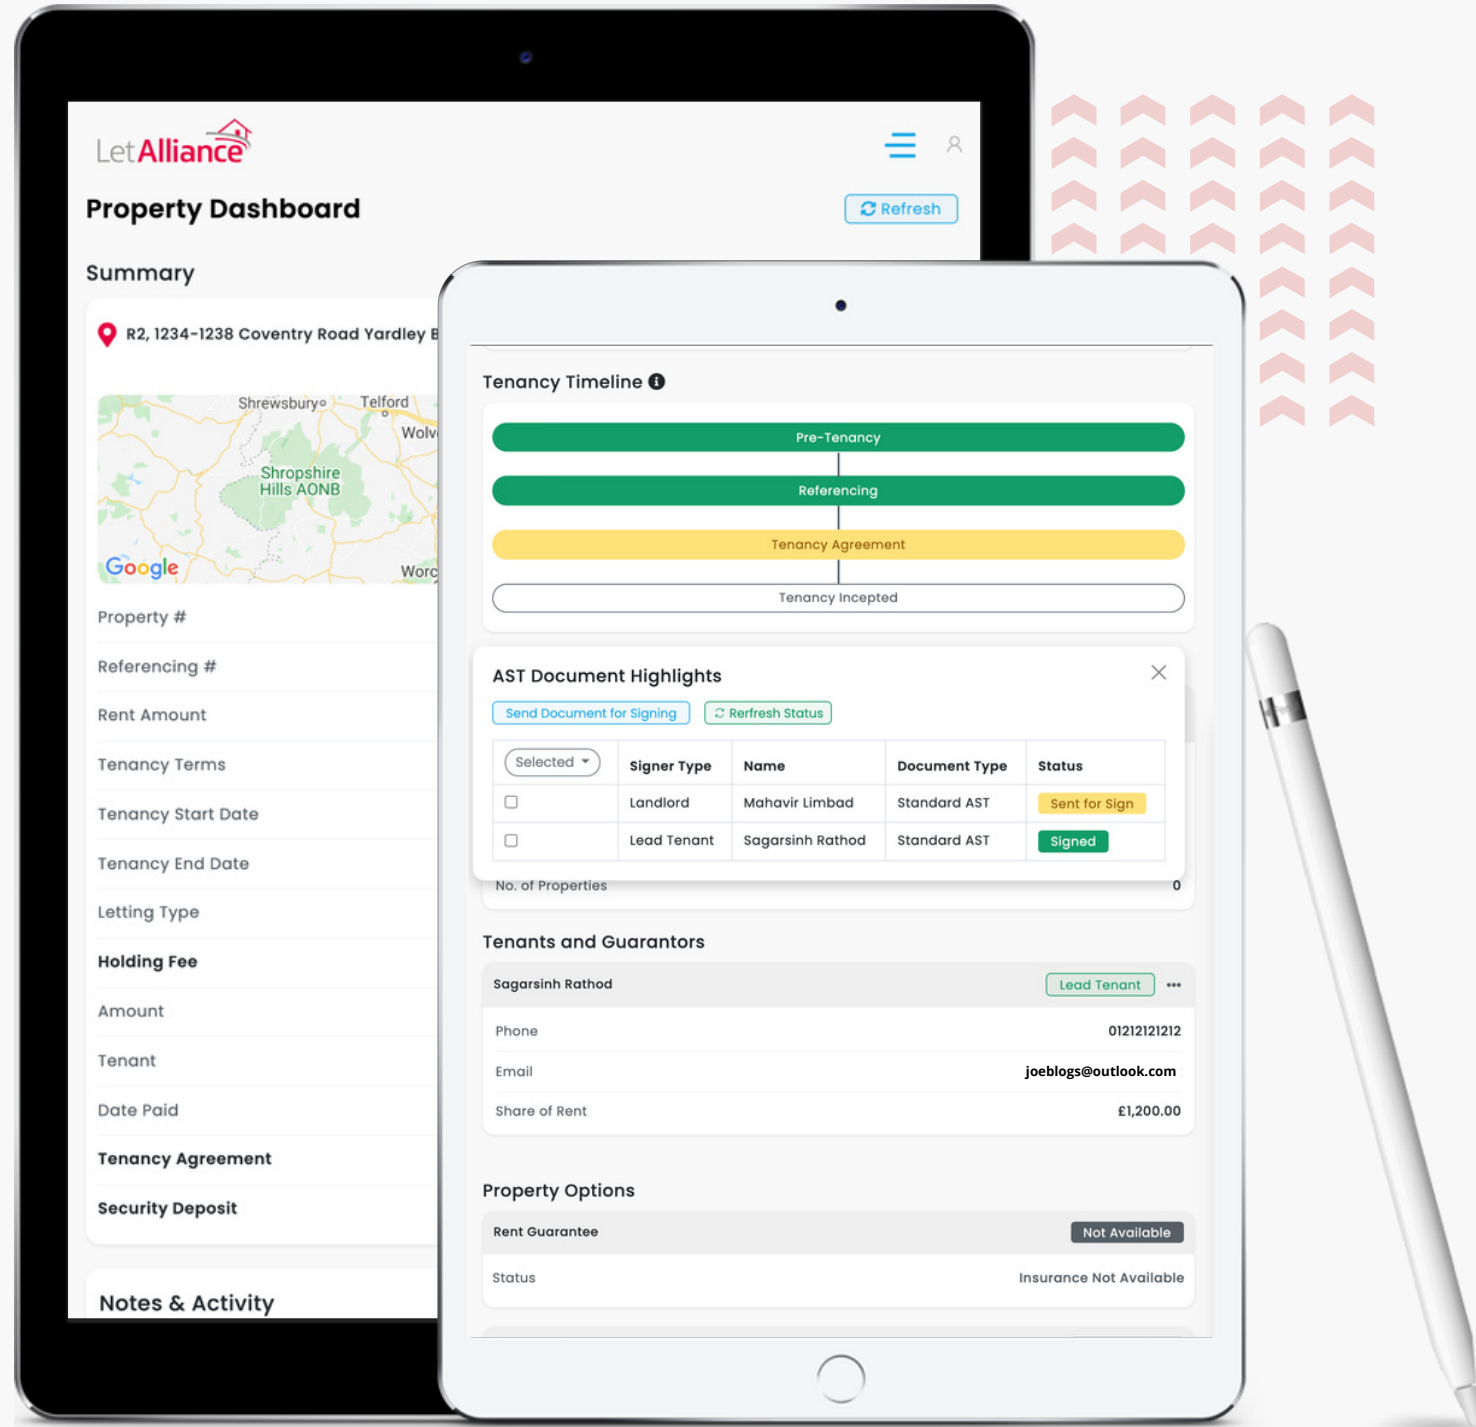 LetAlliance
Property Dashboard
Refresh
Summary
R2, 1234-1238 Coventry Road Yardley B
Shrewsbury
Telford
Wolv
Shropshire
Hills AONB
Google
Worc
Property #
Referencing #
Rent Amount
Tenancy Terms
Tenancy Start Date
Tenancy End Date
Letting Type
Holding Fee
Amount
Tenant
Date Paid
Tenancy Agreement
Security Deposit
Notes & Activity
Tenancy Timeline
Pre-Tenancy
Referencing
Tenancy Agreement
Tenancy Incepted
AST Document Highlights
Send Document for Signing Rerfresh Status
Selected Signer Type Name Document Type Status
Landlord Mahavir Limbad Standard AST Sent for Sign
Lead Tenant Sagarsinh Rathod Standard AST Signed
No. of Properties 0
Tenants and Guarantors
Sagarsinh Rathod Lead Tenant
Phone 01212121212
Email joeblogs@outlook.com
Share of Rent £1,200.00
Property Options
Rent Guarantee Not Available
Status Insurance Not Available